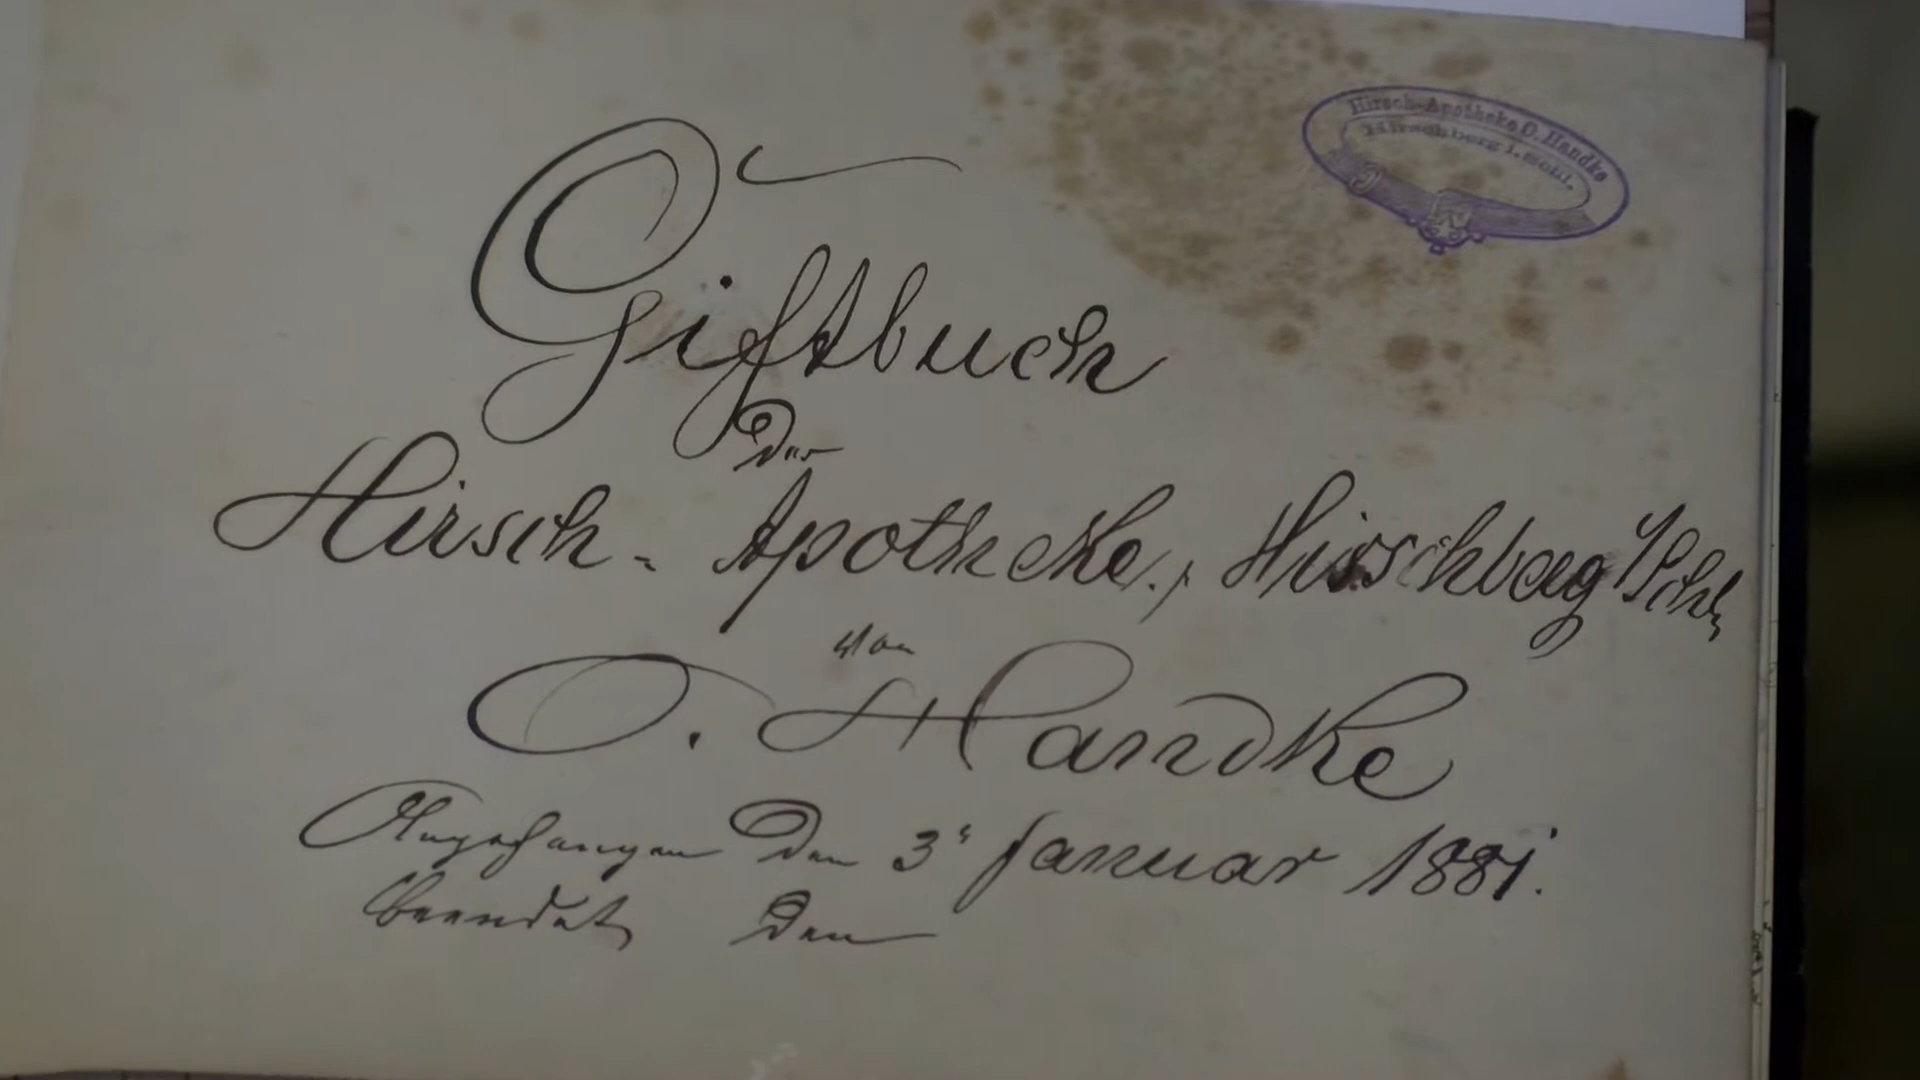 Hirsch-Apotheke O. Handke
Hirschberg i. Schl.
Giftbuch
der
Hirsch-Apotheke, Hirschberg i/Schl.
von
O. Handke
Angefangen den 3t Januar 1881.
beendet den